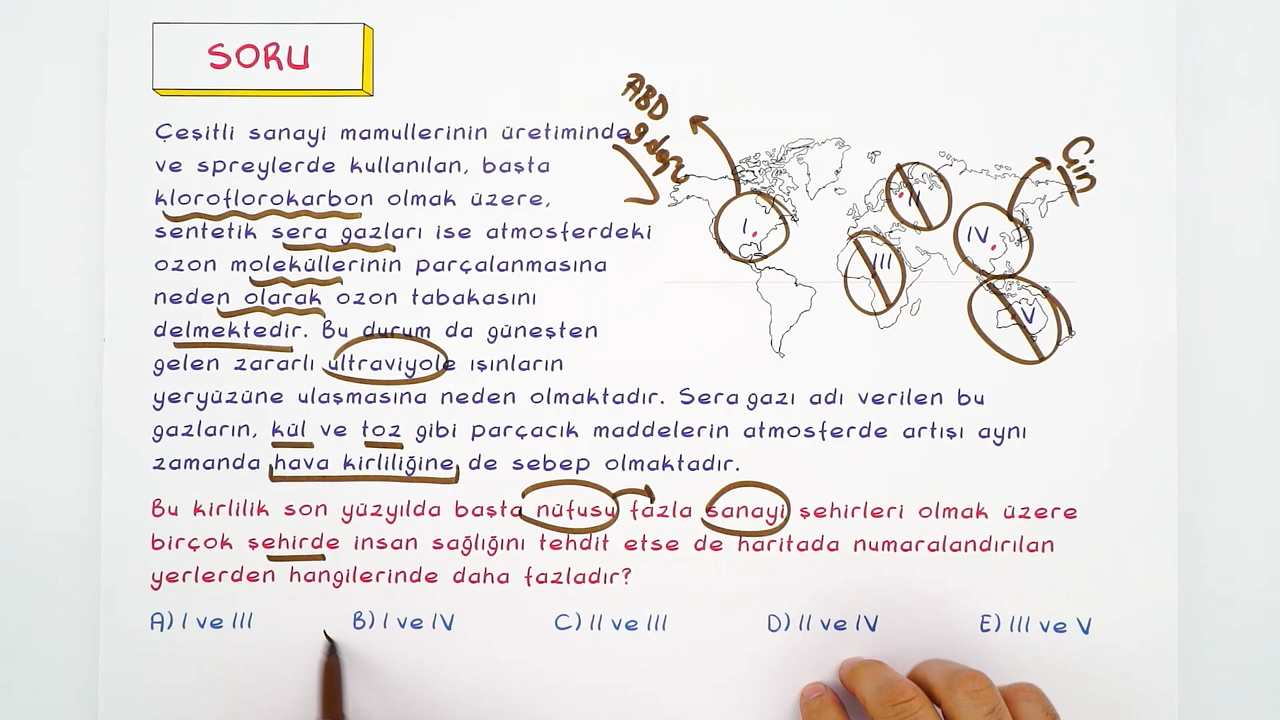 SORU
Çeşitli sanayi mamullerinin üretiminde
ve spreylerde kullanılan, başta
kloroflorokarbon olmak üzere,
sentetik sera gazları ise atmosferdeki
ozon moleküllerinin parçalanmasına
neden olarak ozon tabakasını
delmektedir. Bu durum da güneşten
gelen zararlı ultraviyole ışınların
yeryüzüne ulaşmasına neden olmaktadır. Sera gazı adı verilen bu
gazların, kül ve toz gibi parçacık maddelerin atmosferde artışı aynı
zamanda hava kirliliğine de sebep olmaktadır.
ABD
Çin
I
II
III
IV
V
Bu kirlilik son yüzyılda başta nüfusu fazla sanayi şehirleri olmak üzere
birçok şehirde insan sağlığını tehdit etse de haritada numaralandırılan
yerlerden hangilerinde daha fazladır?
A) I ve III B) I ve IV C) II ve III D) II ve IV E) III ve V